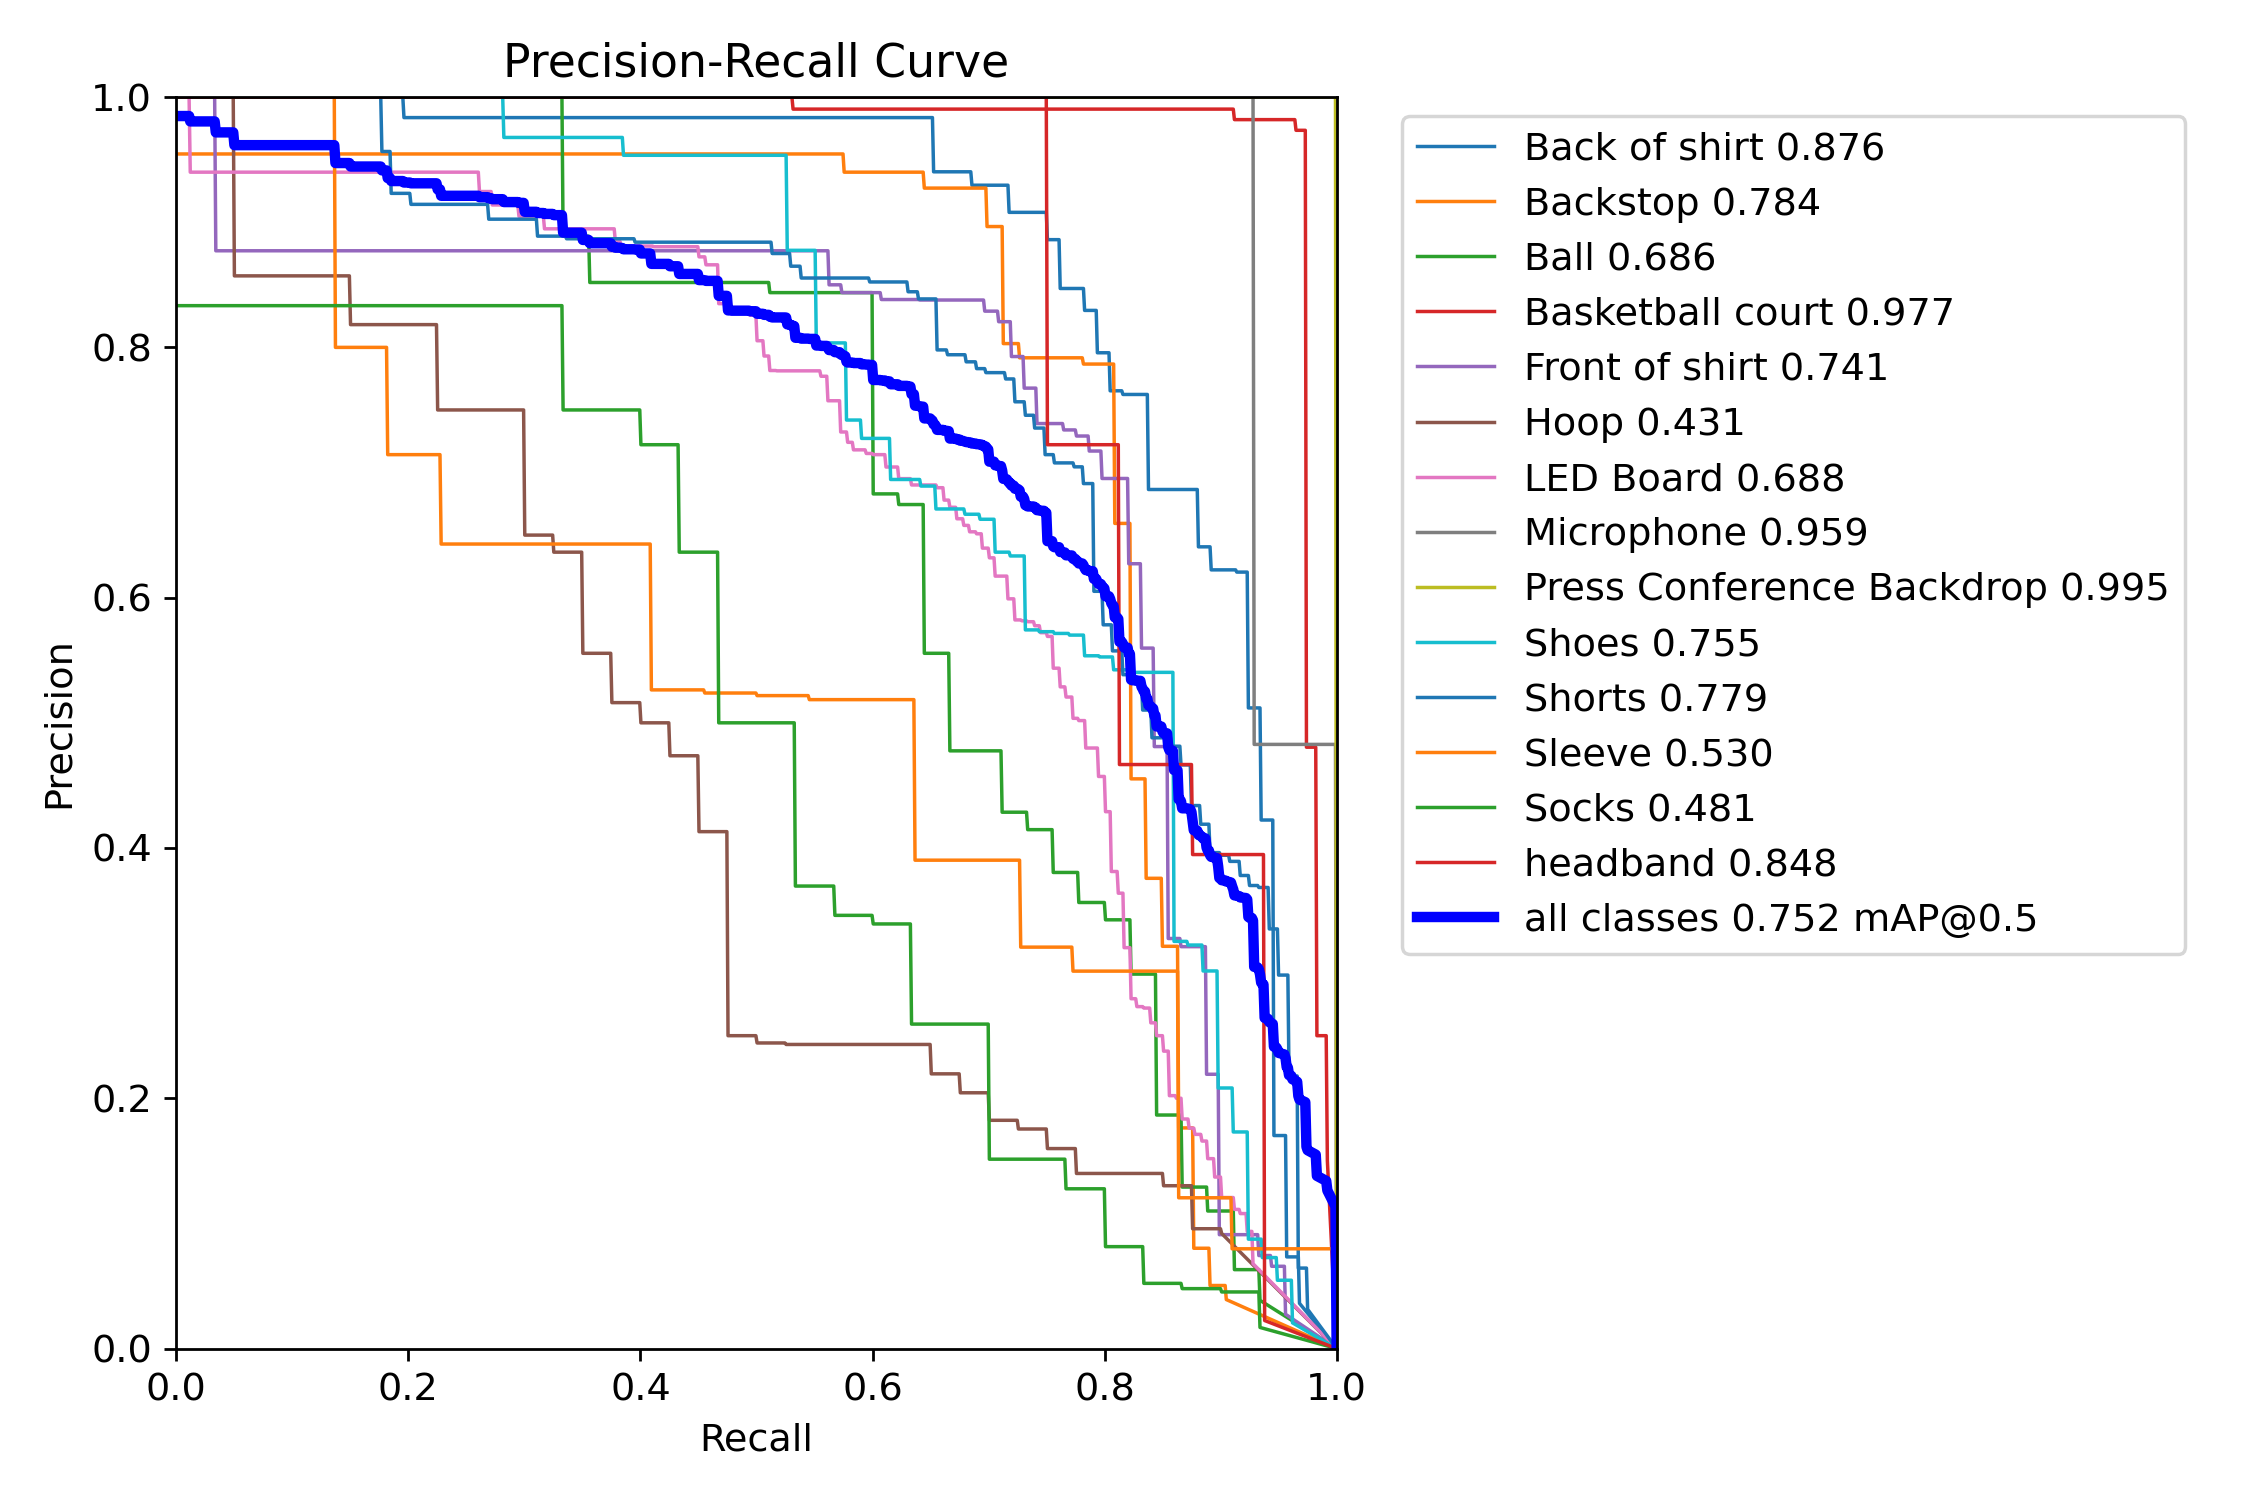 Precision-Recall Curve
1.0
0.8
0.6
0.4
0.2
0.0
Precision
0.0 0.2 0.4 0.6 0.8 1.0
Recall
Back of shirt 0.876
Backstop 0.784
Ball 0.686
Basketball court 0.977
Front of shirt 0.741
Hoop 0.431
LED Board 0.688
Microphone 0.959
Press Conference Backdrop 0.995
Shoes 0.755
Shorts 0.779
Sleeve 0.530
Socks 0.481
headband 0.848
all classes 0.752 mAP@0.5